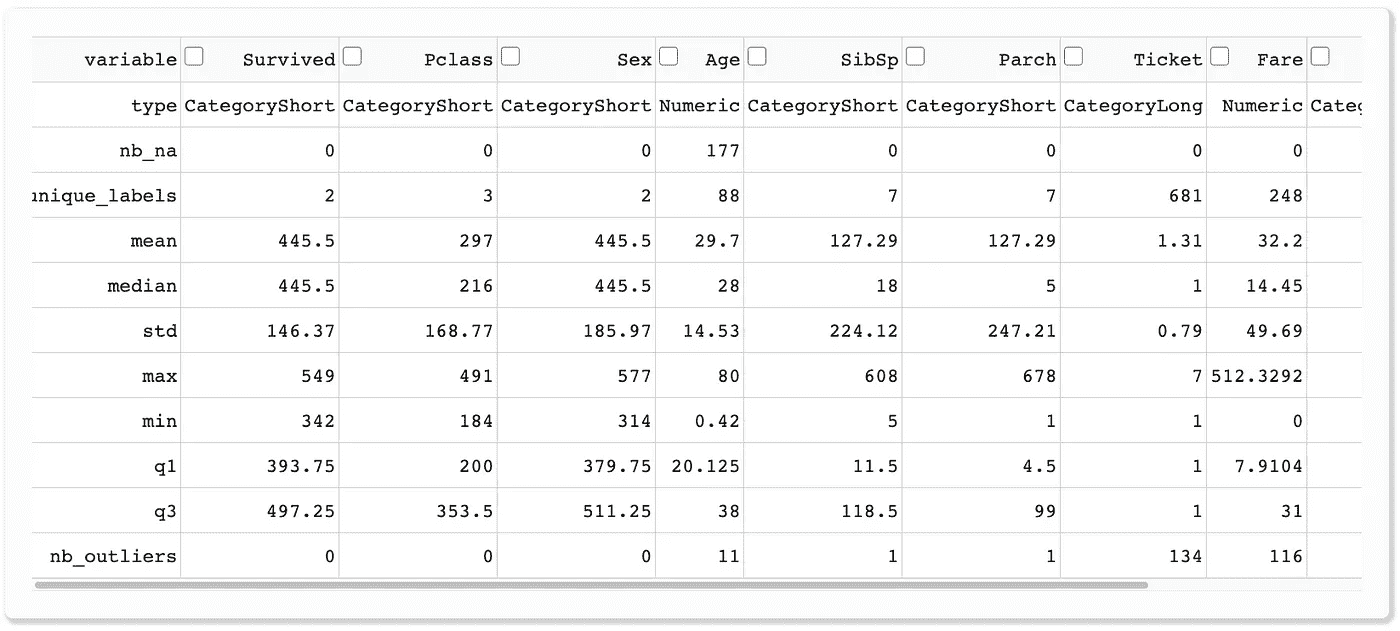 variable Survived Pclass Sex Age SibSp Parch Ticket Fare
type CategoryShort CategoryShort CategoryShort Numeric CategoryShort CategoryShort CategoryLong Numeric
nb_na 0 0 0 177 0 0 0 0
unique_labels 2 3 2 88 7 7 681 248
mean 445.5 297 445.5 29.7 127.29 127.29 1.31 32.2
median 445.5 216 445.5 28 18 5 1 14.45
std 146.37 168.77 185.97 14.53 224.12 247.21 0.79 49.69
max 549 491 577 80 608 678 7 512.3292
min 342 184 314 0.42 5 1 1 0
q1 393.75 200 379.75 20.125 11.5 4.5 1 7.9104
q3 497.25 353.5 511.25 38 118.5 99 1 31
nb_outliers 0 0 0 11 1 1 134 116